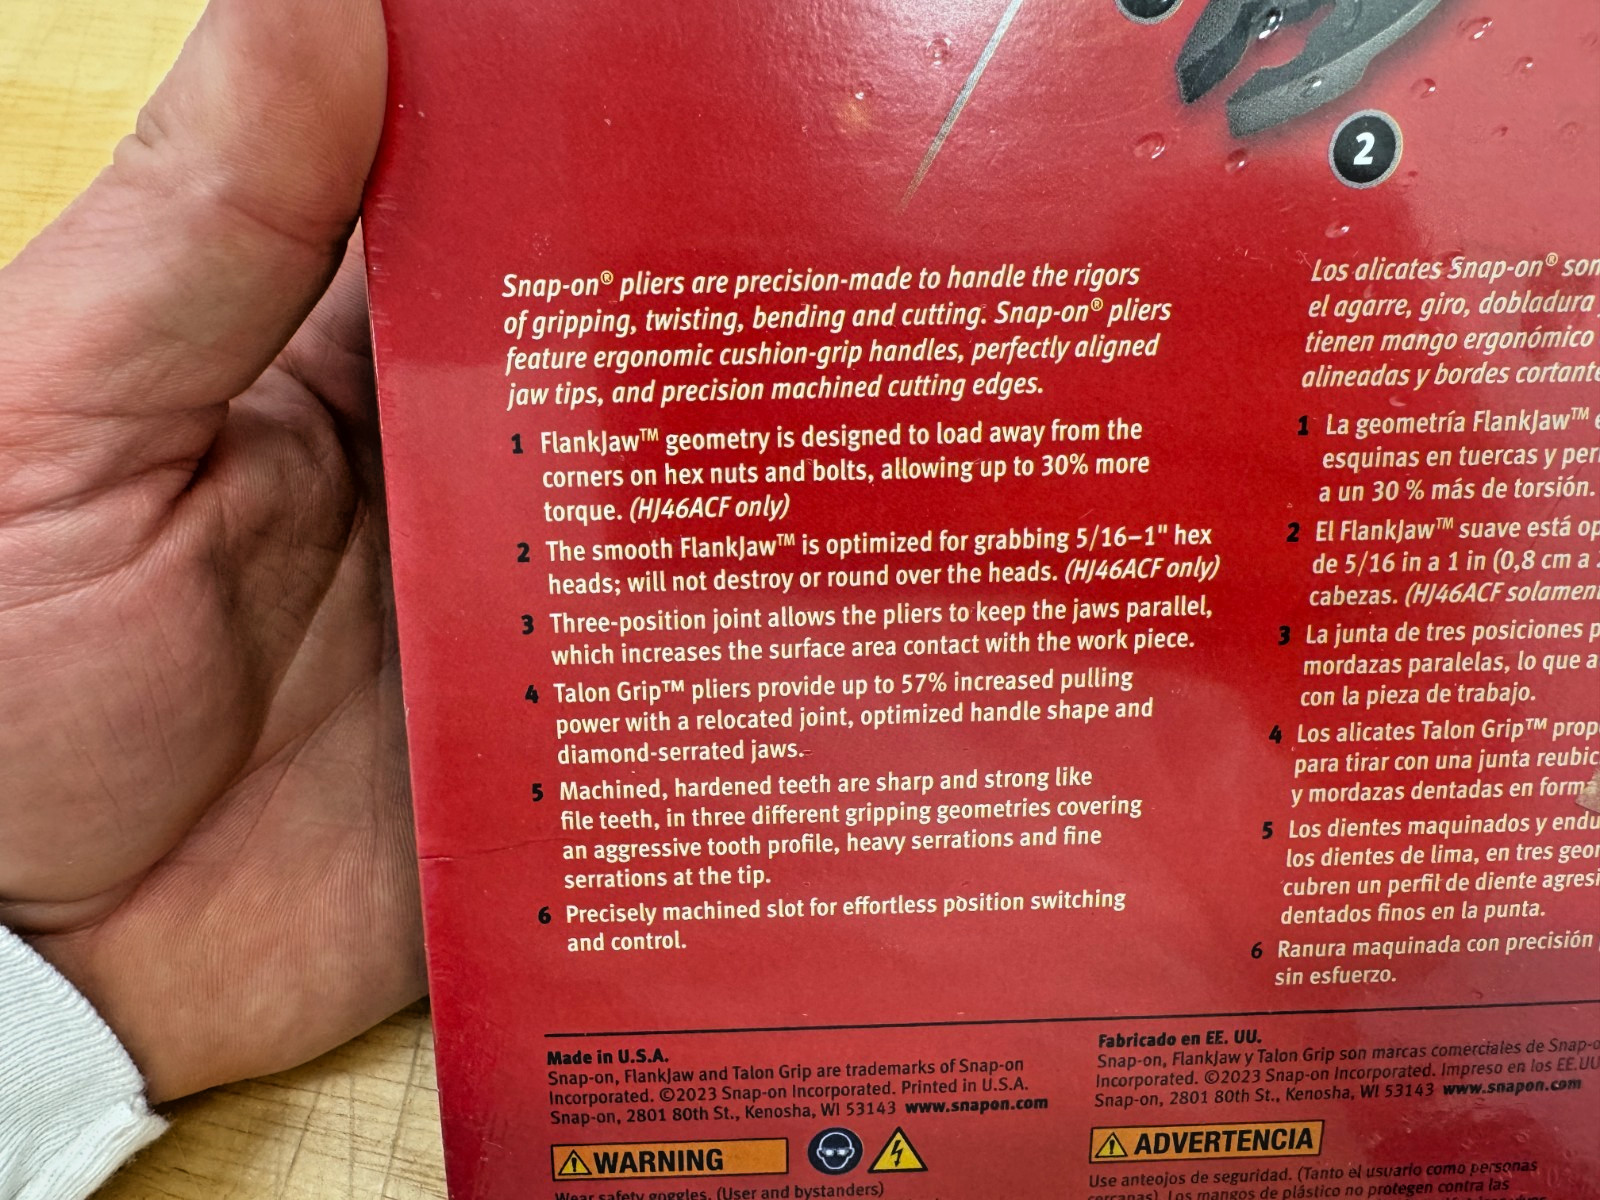 2
Snap-on® pliers are precision-made to handle the rigors
of gripping, twisting, bending and cutting. Snap-on® pliers
feature ergonomic cushion-grip handles, perfectly aligned
jaw tips, and precision machined cutting edges.
1 FlankJaw™ geometry is designed to load away from the
corners on hex nuts and bolts, allowing up to 30% more
torque. (HJ46ACF only)
2 The smooth FlankJaw™ is optimized for grabbing 5/16–1" hex
heads; will not destroy or round over the heads. (HJ46ACF only)
3 Three-position joint allows the pliers to keep the jaws parallel,
which increases the surface area contact with the work piece.
4 Talon Grip™ pliers provide up to 57% increased pulling
power with a relocated joint, optimized handle shape and
diamond-serrated jaws.
5 Machined, hardened teeth are sharp and strong like
file teeth, in three different gripping geometries covering
an aggressive tooth profile, heavy serrations and fine
serrations at the tip.
6 Precisely machined slot for effortless position switching
and control.
Made in U.S.A.
Snap-on, FlankJaw and Talon Grip are trademarks of Snap-on
Incorporated. ©2023 Snap-on Incorporated. Printed in U.S.A.
Snap-on, 2801 80th St., Kenosha, WI 53143 www.snapon.com
WARNING
Wear safety goggles. (User and bystanders)
Los alicates Snap-on® son
el agarre, giro, dobladura
tienen mango ergonómico
alineadas y bordes
1 La geometría FlankJaw™
esquinas en tuercas y
a un 30 % más de torsión.
2 El FlankJaw™ suave está
de 5/16 in a 1 in (0,8 cm a
cabezas. (HJ46ACF
3 La junta de tres posiciones
mordazas paralelas, lo que
con la pieza de trabajo.
4 Los alicates Talon Grip™
para tirar con una junta
y mordazas dentadas en
5 Los dientes maquinados y
los dientes de lima, en tres
cubren un perfil de diente
dentados finos en la punta.
6 Ranura maquinada con precisión
sin esfuerzo.
Fabricado en EE. UU.
Snap-on, FlankJaw y Talon Grip son marcas comerciales de
Incorporated. ©2023 Snap-on Incorporated. Impreso en los EE.UU
Snap-on, 2801 80th St., Kenosha, WI 53143 www.snapon.com
ADVERTENCIA
Use anteojos de seguridad. (Tanto el usuario como personas
cercanas) Los mangos de plástico no protegen contra las